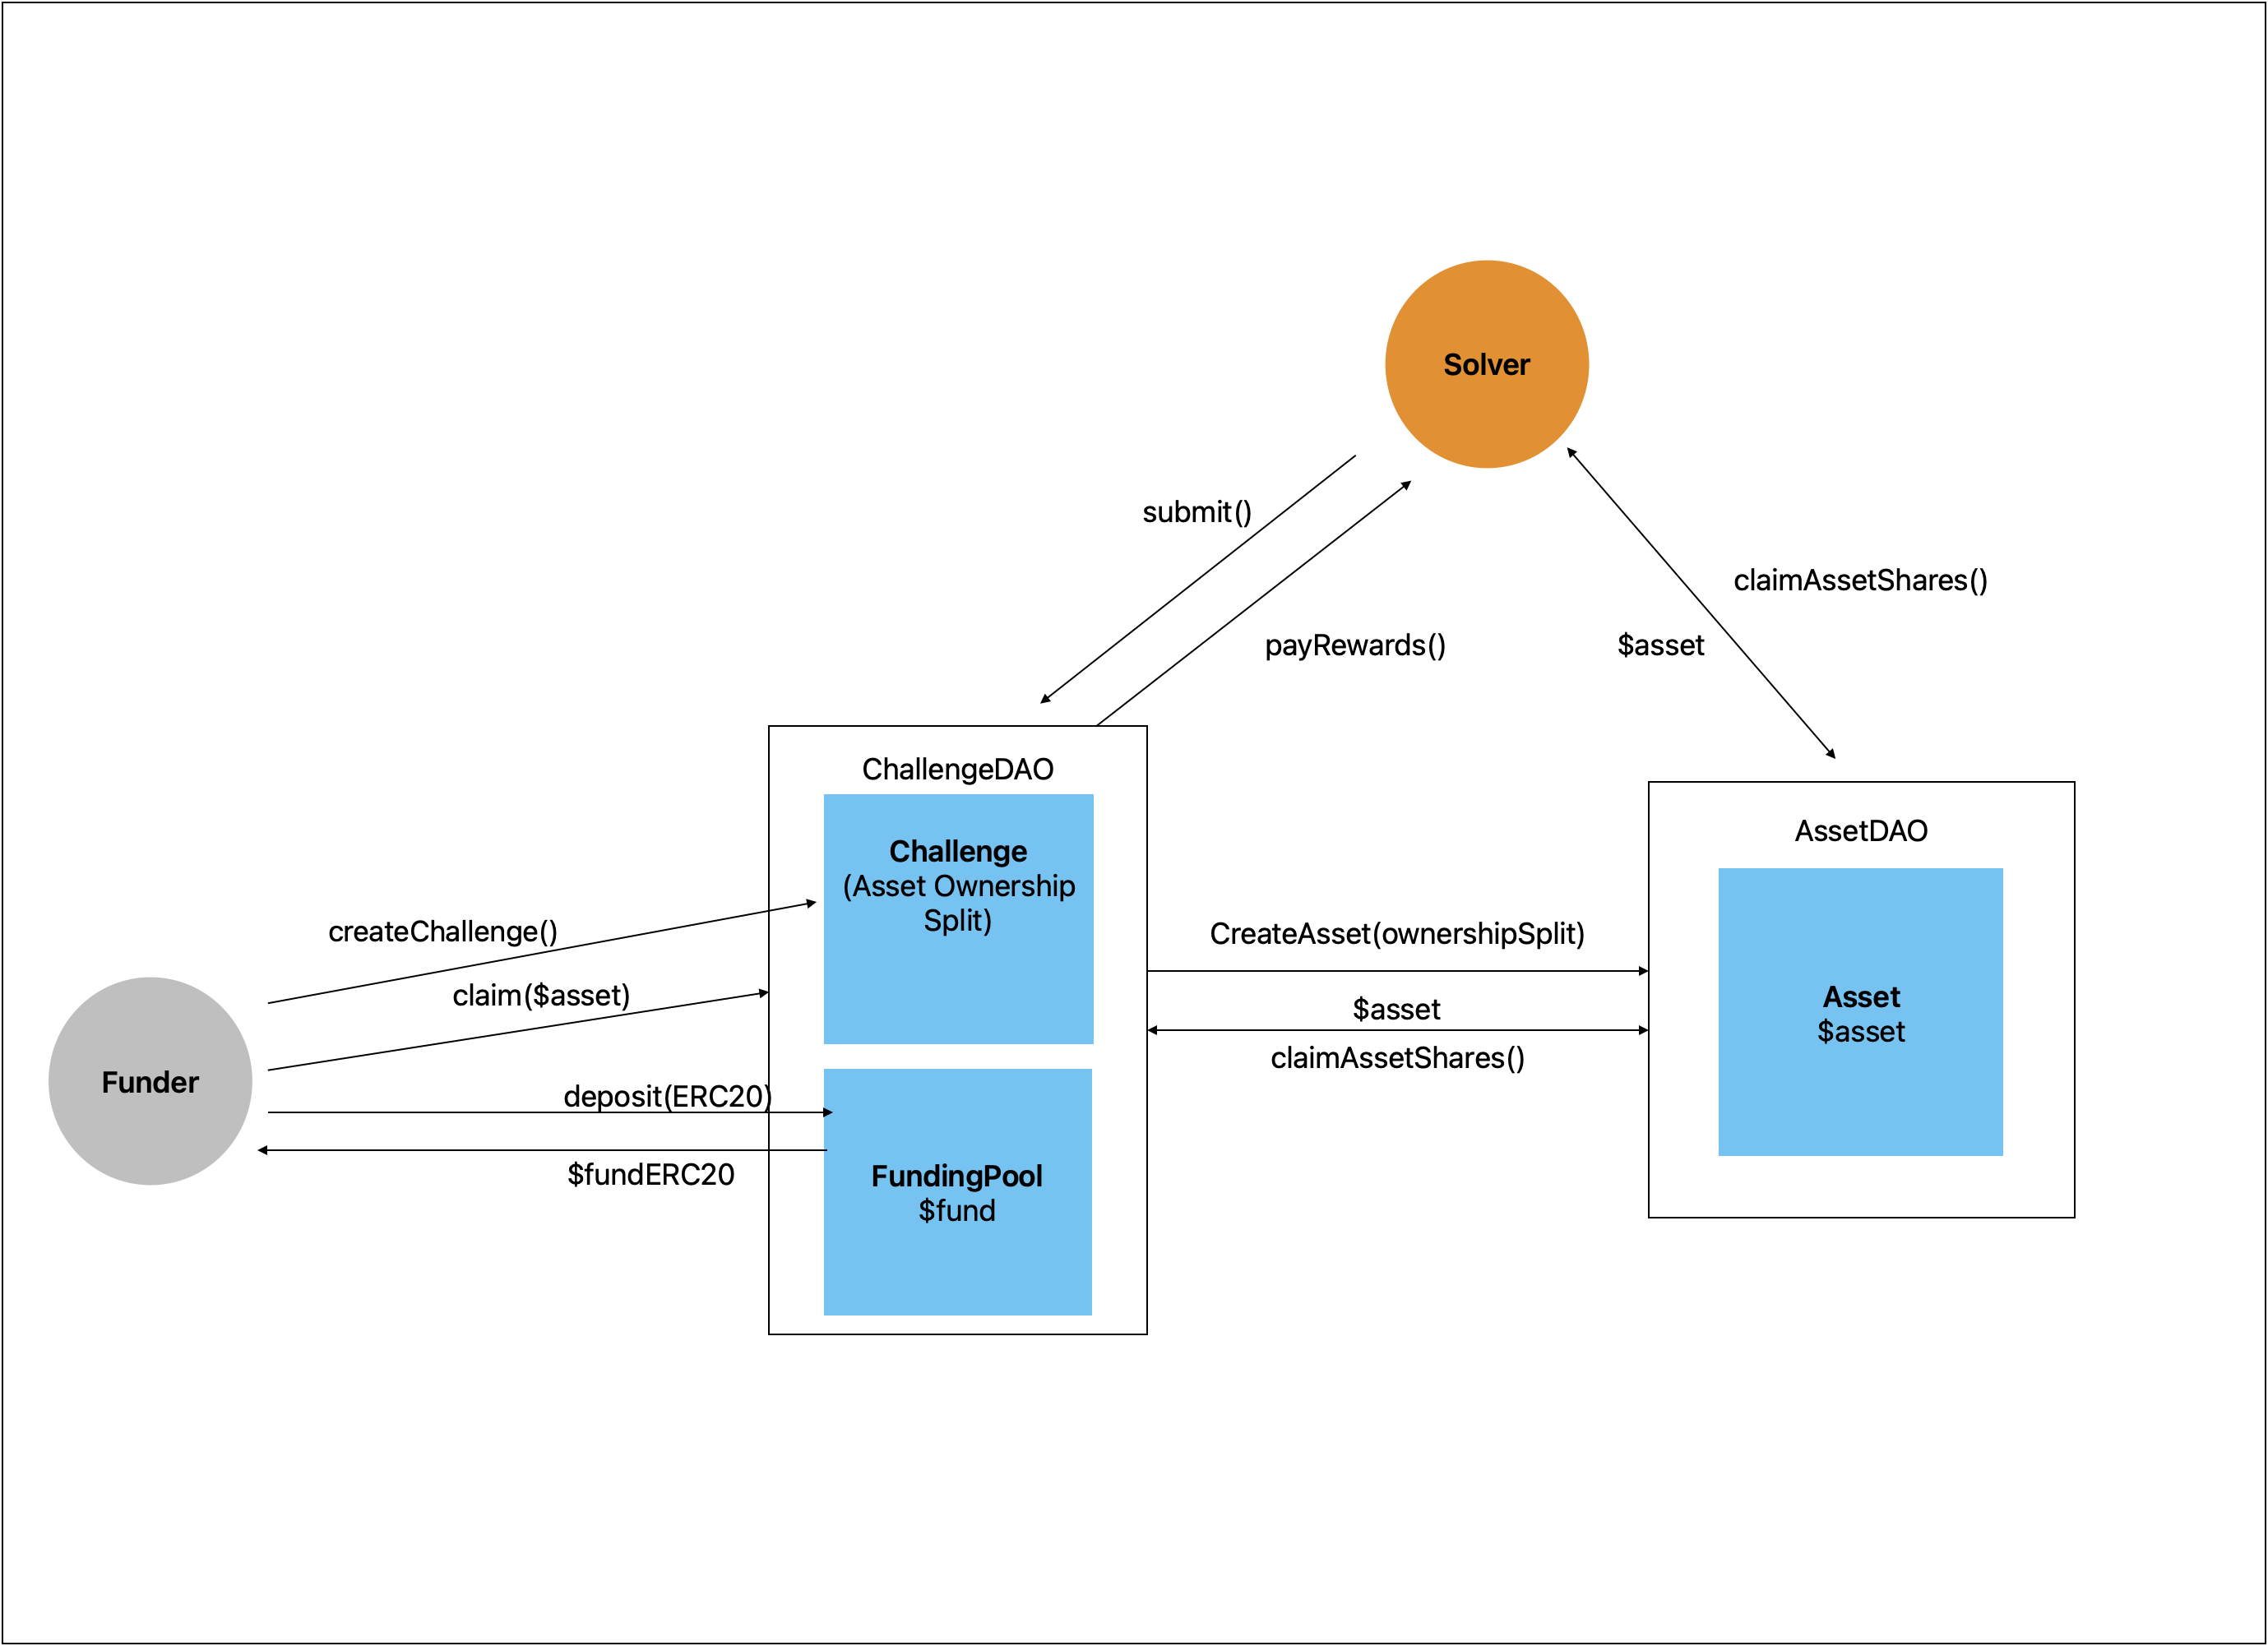 Solver
submit()
claimAssetShares()
payRewards()
$asset
ChallengeDAO
Challenge
(Asset Ownership
Split)
AssetDAO
createChallenge()
CreateAsset(ownershipSplit)
claim($asset)
$asset
Asset
$asset
claimAssetShares()
Funder
deposit(ERC20)
$fundERC20
FundingPool
$fund